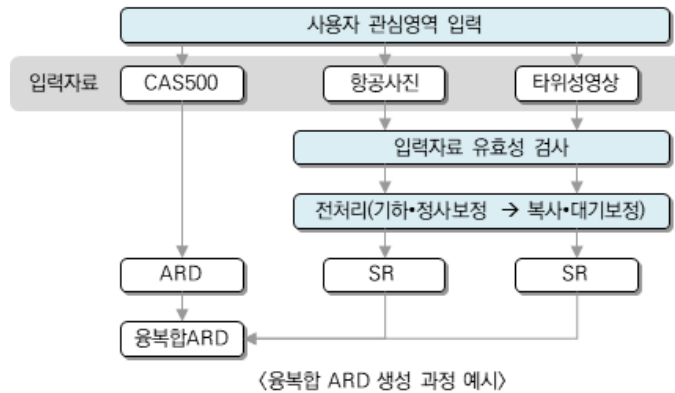 사용자 관심영역 입력
입력자료 CAS500 항공사진 타위성영상
입력자료 유효성 검사
전처리(기하•정사보정 → 복사•대기보정)
ARD SR SR
융복합ARD
〈융복합 ARD 생성 과정 예시〉